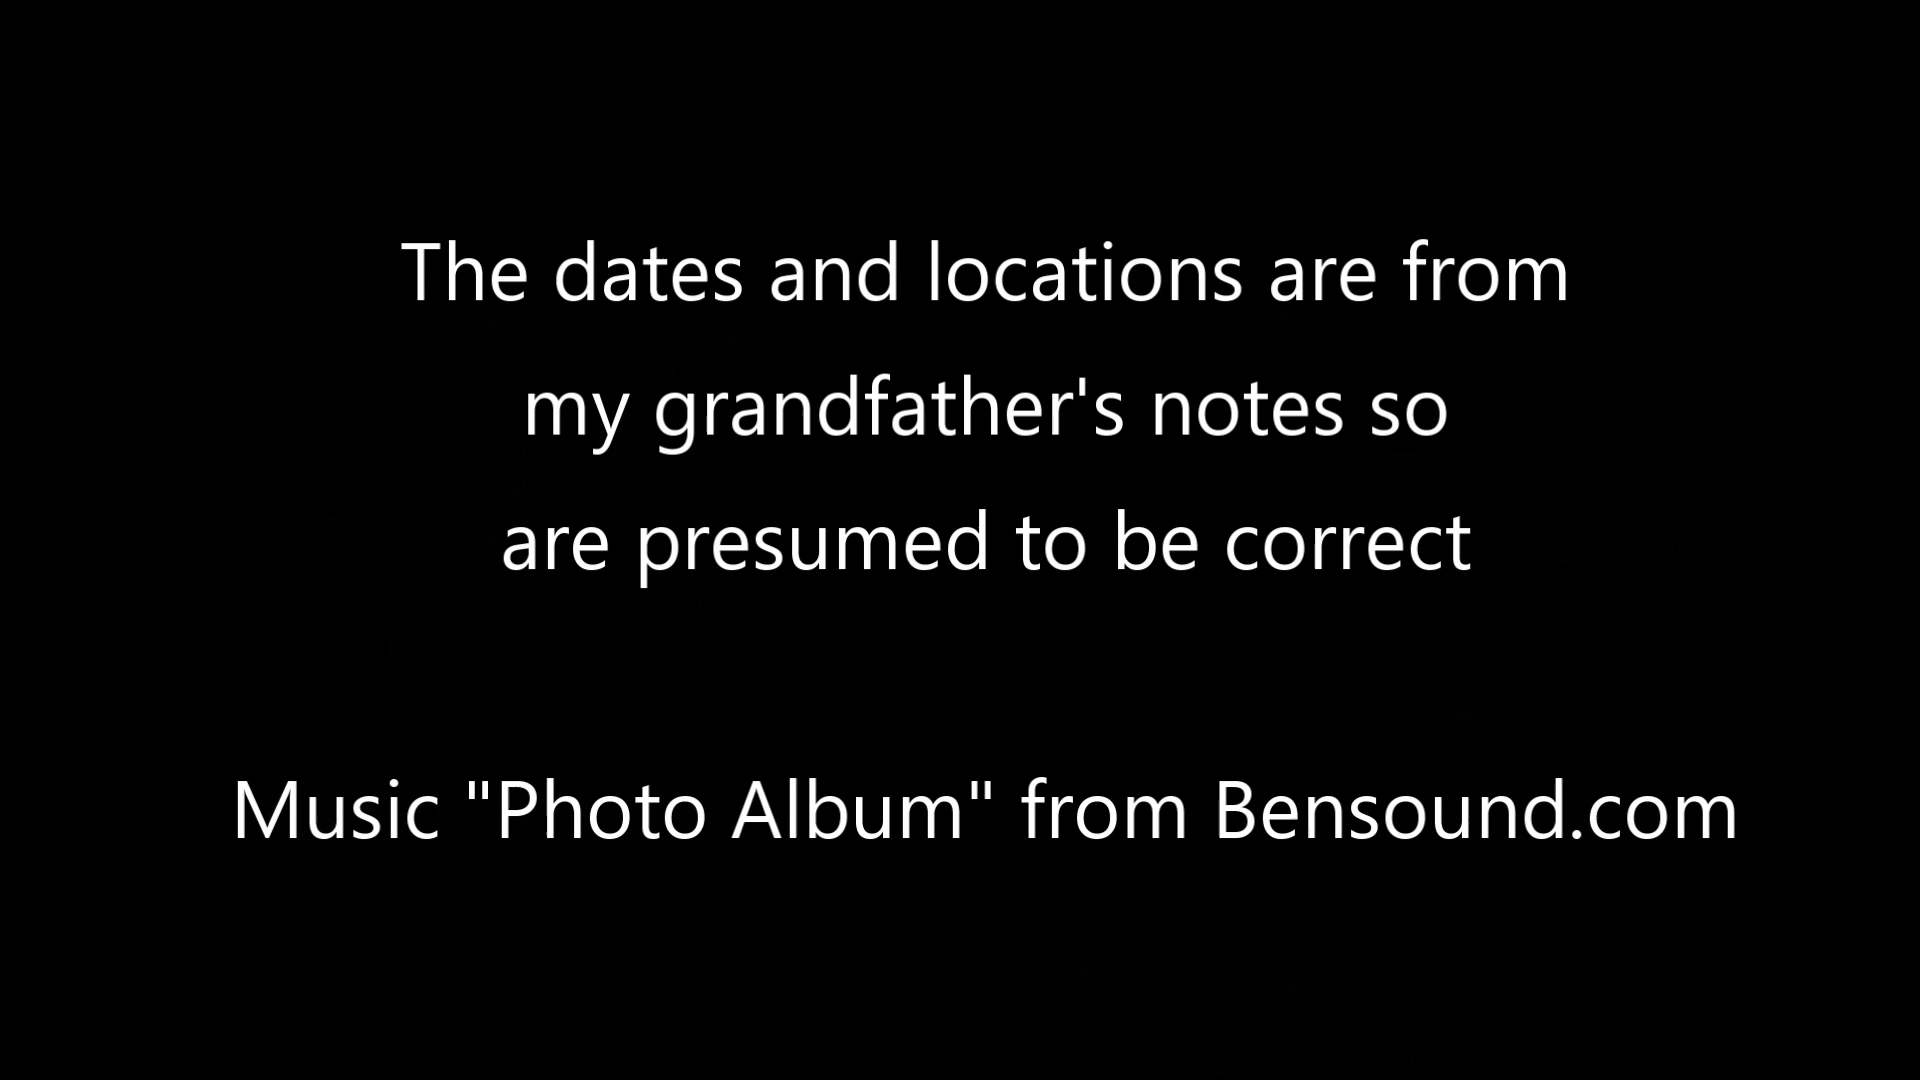 The dates and locations are from
my grandfather's notes so
are presumed to be correct
Music "Photo Album" from Bensound.com